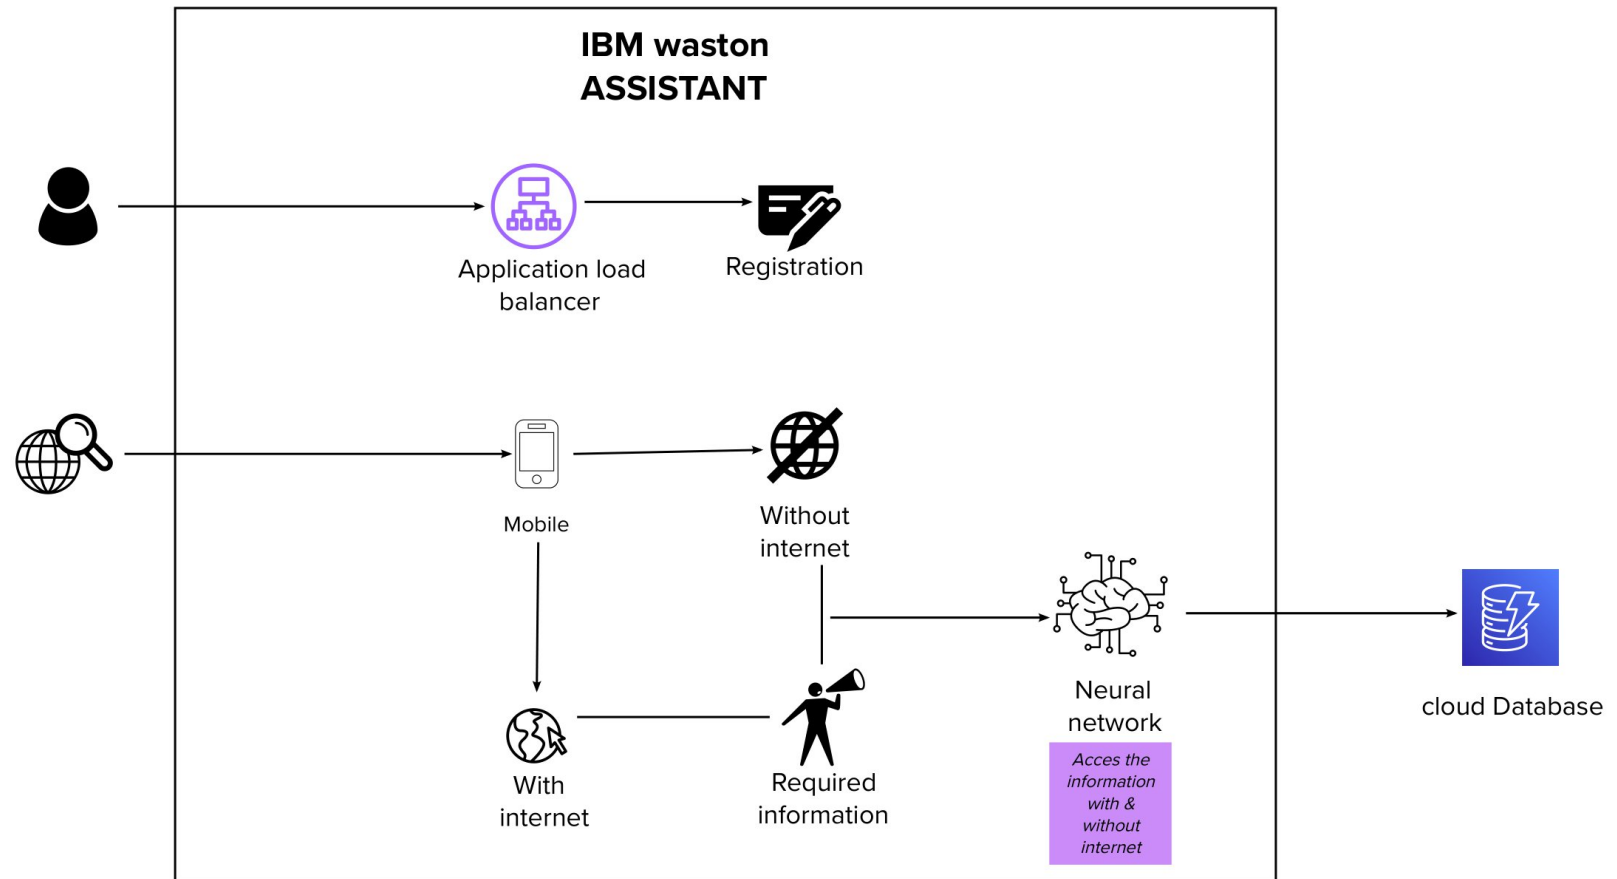 IBM waston
ASSISTANT
Application load
balancer
Registration
Mobile
Without
internet
With
internet
Required
information
Neural
network
Acces the
information
with &
without
internet
cloud Database